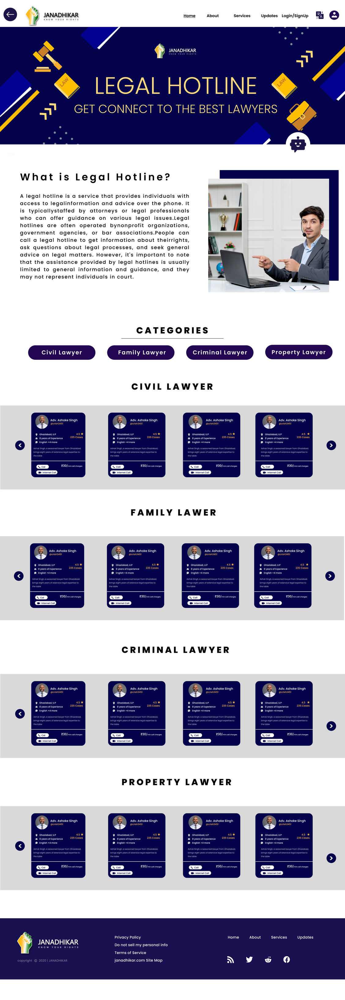 JANADHIKAR
KNOW YOUR RIGHTS
Home About Services Updates Login/SignUp
JANADHIKAR
KNOW YOUR RIGHTS
LAW
LAW
LEGAL HOTLINE
GET CONNECT TO THE BEST LAWYERS
What is Legal Hotline?
A legal hotline is a service that provides individuals with
access to legalinformation and advice over the phone. It
is typicallystaffed by attorneys or legal professionals
who can offer guidance on various legal issues.Legal
hotlines are often operated bynonprofit organizations,
government agencies, or bar associations.People can
call a legal hotline to get information about theirrights,
ask questions about legal processes, and seek general
advice on legal matters. However, it's important to note
that the assistance provided by legal hotlines is usually
limited to general information and guidance, and they
may not represent individuals in court.
CATEGORIES
Civil Lawyer Family Lawyer Criminal Lawyer Property Lawyer
CIVIL LAWYER
Adv. Ashoke Singh Adv. Ashoke Singh Adv. Ashoke Singh Adv. Ashoke Singh
@crish3451 @crish3451 @crish3451 @crish3451
Ghaziabad, U.P 4.5 Ghaziabad, U.P 4.5 Ghaziabad, U.P 4.5 Ghaziabad, U.P 4.5
8 years of Experience 235 Cases 8 years of Experience 235 Cases 8 years of Experience 235 Cases 8 years of Experience 235 Cases
English +4 more English +4 more English +4 more English +4 more
Ashok Singh, a seasoned lawyer from Ghaziabad, Ashok Singh, a seasoned lawyer from Ghaziabad, Ashok Singh, a seasoned lawyer from Ghaziabad, Ashok Singh, a seasoned lawyer from Ghaziabad,
brings eight years of extensive legal expertise to brings eight years of extensive legal expertise to brings eight years of extensive legal expertise to brings eight years of extensive legal expertise to
the table the table the table the table
Cal ₹30/min call charges Call ₹30/min call charges Call ₹30/min call charges Call ₹30/min call charges
Internet Call Internet Call Internet Call Internet Call
FAMILY LAWER
Adv. Ashoke Singh Adv. Ashoke Singh Adv. Ashoke Singh Adv. Ashoke Singh
@crish3451 @crish3451 @crish3451 @crish3451
Ghaziabad, U.P 4.5 Ghaziabad, U.P 4.5 Ghaziabad, U.P 4.5 Ghaziabad, U.P 4.5
8 years of Experience 235 Cases 8 years of Experience 235 Cases 8 years of Experience 235 Cases 8 years of Experience 235 Cases
English +4 more English +4 more English +4 more English +4 more
Ashok Singh, a seasoned lawyer from Ghaziabad, Ashok Singh, a seasoned lawyer from Ghaziabad, Ashok Singh, a seasoned lawyer from Ghaziabad, Ashok Singh, a seasoned lawyer from Ghaziabad,
brings eight years of extensive legal expertise to brings eight years of extensive legal expertise to brings eight years of extensive legal expertise to brings eight years of extensive legal expertise to
the table the table the table the table
Cal ₹30/min call charges Call ₹30/min call charges Call ₹30/min call charges Call ₹30/min call charges
Internet Call Internet Call Internet Call Internet Call
CRIMINAL LAWYER
Adv. Ashoke Singh Adv. Ashoke Singh Adv. Ashoke Singh Adv. Ashoke Singh
@crish3451 @crish3451 @crish3451 @crish3451
Ghaziabad, U.P 4.5 Ghaziabad, U.P 4.5 Ghaziabad, U.P 4.5 Ghaziabad, U.P 4.5
8 years of Experience 235 Cases 8 years of Experience 235 Cases 8 years of Experience 235 Cases 8 years of Experience 235 Cases
English +4 more English +4 more English +4 more English +4 more
Ashok Singh, a seasoned lawyer from Ghaziabad, Ashok Singh, a seasoned lawyer from Ghaziabad, Ashok Singh, a seasoned lawyer from Ghaziabad, Ashok Singh, a seasoned lawyer from Ghaziabad,
brings eight years of extensive legal expertise to brings eight years of extensive legal expertise to brings eight years of extensive legal expertise to brings eight years of extensive legal expertise to
the table the table the table the table
Cal ₹30/min call charges Call ₹30/min call charges Call ₹30/min call charges Call ₹30/min call charges
Internet Call Internet Call Internet Call Internet Call
PROPERTY LAWYER
Adv. Ashoke Singh Adv. Ashoke Singh Adv. Ashoke Singh Adv. Ashoke Singh
@crish3451 @crish3451 @crish3451 @crish3451
Ghaziabad, U.P 4.5 Ghaziabad, U.P 4.5 Ghaziabad, U.P 4.5 Ghaziabad, U.P 4.5
8 years of Experience 235 Cases 8 years of Experience 235 Cases 8 years of Experience 235 Cases 8 years of Experience 235 Cases
English +4 more English +4 more English +4 more English +4 more
Ashok Singh, a seasoned lawyer from Ghaziabad, Ashok Singh, a seasoned lawyer from Ghaziabad, Ashok Singh, a seasoned lawyer from Ghaziabad, Ashok Singh, a seasoned lawyer from Ghaziabad,
brings eight years of extensive legal expertise to brings eight years of extensive legal expertise to brings eight years of extensive legal expertise to brings eight years of extensive legal expertise to
the table the table the table the table
Cal ₹30/min call charges Call ₹30/min call charges Call ₹30/min call charges Call ₹30/min call charges
Internet Call Internet Call Internet Call Internet Call
JANADHIKAR
KNOW YOUR RIGHTS
copyright © 2020 | JANADHIKAR
Privacy Policy
Do not sell my personal info
Terms of Service
janadhikar.com Site Map
Home About Services Updates